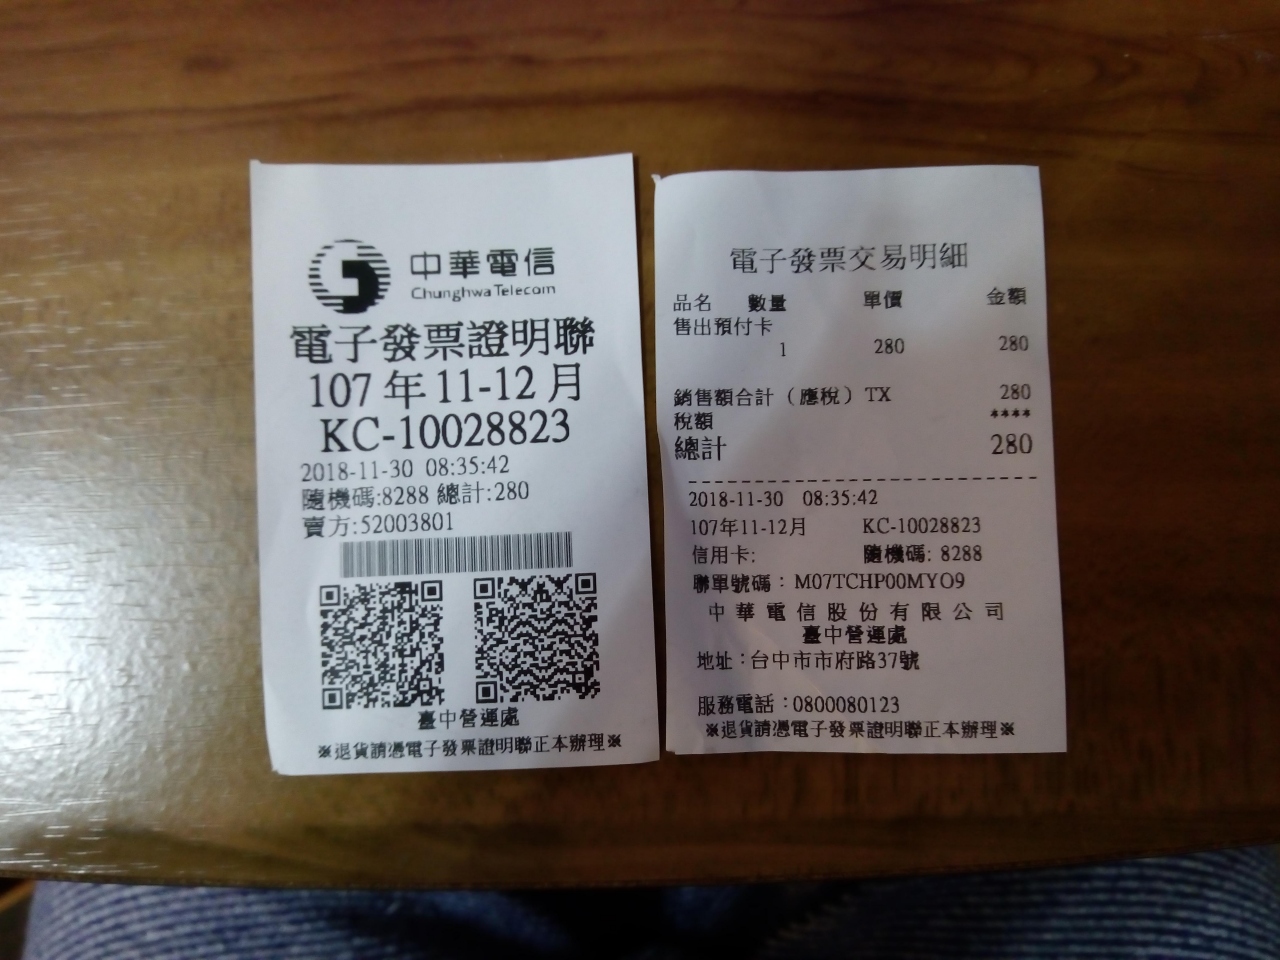 中華電信
Chunghwa Telecom
電子發票證明聯
107年11-12月
KC-10028823
2018-11-30 08:35:42
隨機碼:8288 總計:280
賣方:52003801
臺中營運處
※退貨請憑電子發票證明聯正本辦理※
電子發票交易明細
品名 數量 單價 金額
售出預付卡
1 280 280
銷售額合計（應稅）TX 280
稅額 ****
總計 280
2018-11-30 08:35:42
107年11-12月 KC-10028823
信用卡: 隨機碼: 8288
聯單號碼：M07TCHP00MYO9
中華電信股份有限公司
臺中營運處
地址：台中市市府路37號
服務電話：0800080123
※退貨請憑電子發票證明聯正本辦理※